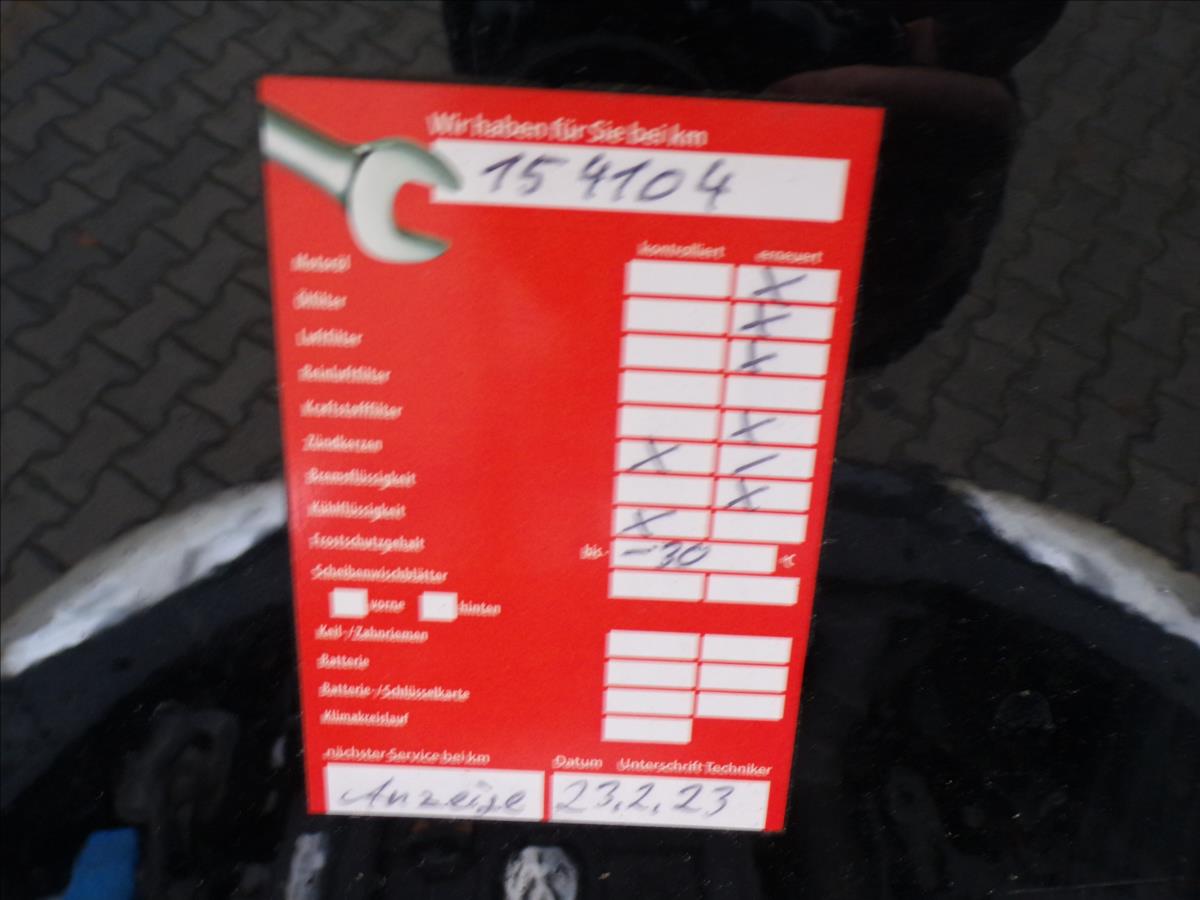 Wir haben für Sie bei km
154104
kontrolliert erneuert
Motoröl X
Ölfilter X
Luftfilter X
Reinluftfilter
Kraftstofffilter X
Zündkerzen X –
Bremsflüssigkeit X
Kühlflüssigkeit X
Frostschutzgehalt bis -30 °C
Scheibenwischblätter
vorne hinten
Keil-/Zahnriemen
Batterie
Batterie-/Schlüsselkarte
Klimakreislauf
nächster Service bei km Datum Unterschrift Techniker
Anzeige 23.2.23